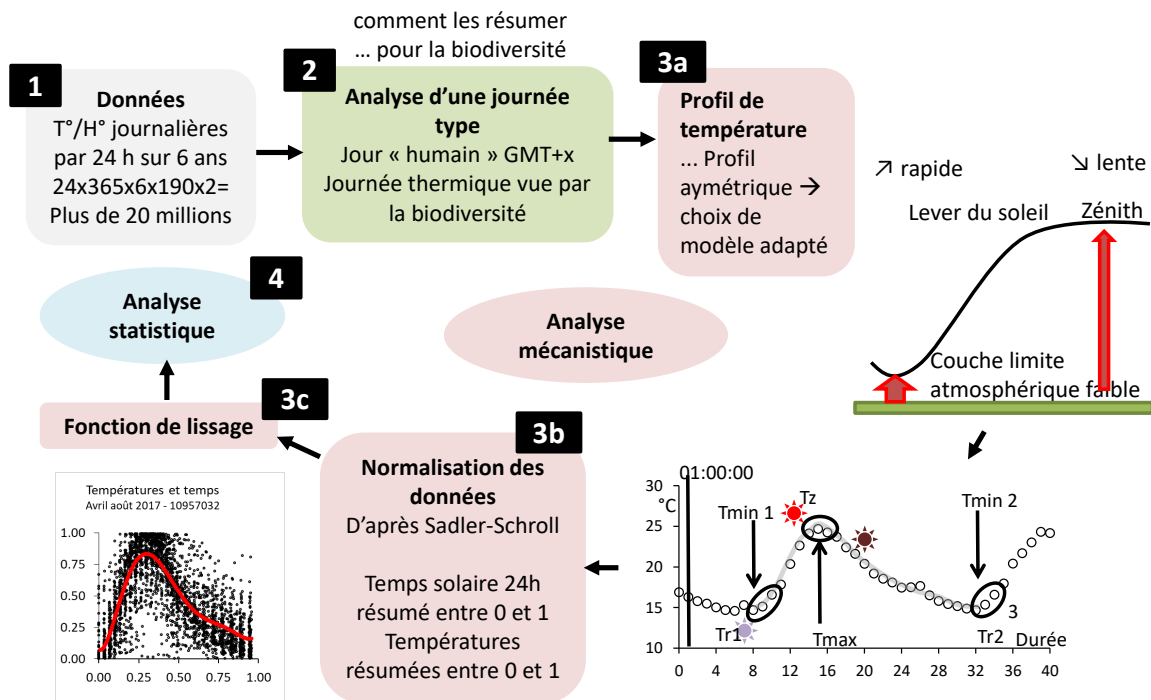 comment les résumer
... pour la biodiversité
1
Données
T°/H° journalières
par 24 h sur 6 ans
24x365x6x190x2=
Plus de 20 millions
2
Analyse d'une journée
type
Jour « humain » GMT+x
Journée thermique vue par
la biodiversité
3a
Profil de
température
... Profil
aymétrique →
choix de
modèle adapté
↗ rapide
↘ lente
Lever du soleil
Zénith
Couche limite
atmosphérique faible
4
Analyse
statistique
Analyse
mécanistique
3c
Fonction de lissage
3b
Normalisation des
données
D'après Sadler-Schroll
Temps solaire 24h
résumé entre 0 et 1
Températures
résumées entre 0 et 1
Températures et temps
Avril août 2017 - 10957032
1.00
0.75
0.50
0.25
0.00
0.00 0.25 0.50 0.75 1.00
01:00:00
30
°C
25
20
15
10
Tmin 1
Tz
Tmin 2
Tr1
Tmax
3
Tr2
Durée
0 4 8 12 16 20 24 28 32 36 40